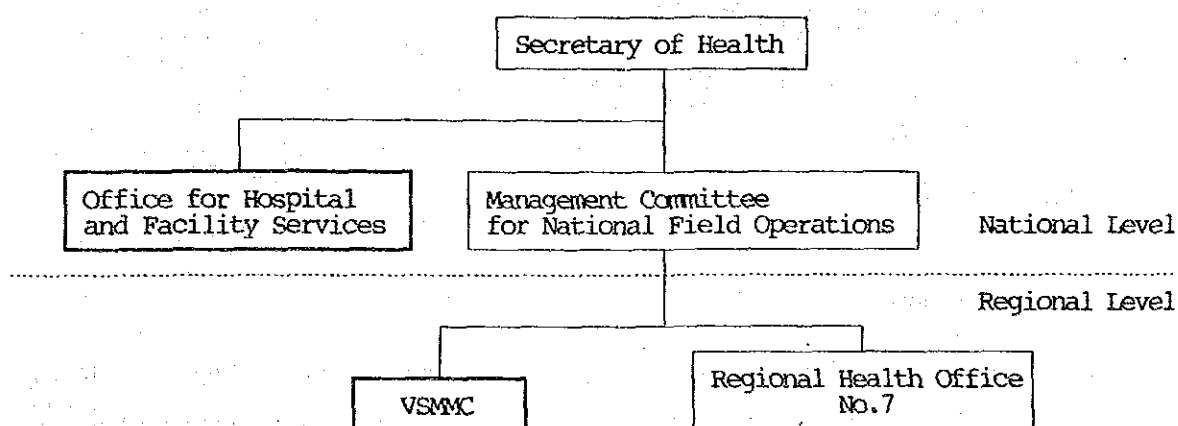 Secretary of Health
Office for Hospital
and Facility Services
Management Committee
for National Field Operations
National Level
Regional Level
VSMMC
Regional Health Office
No.7